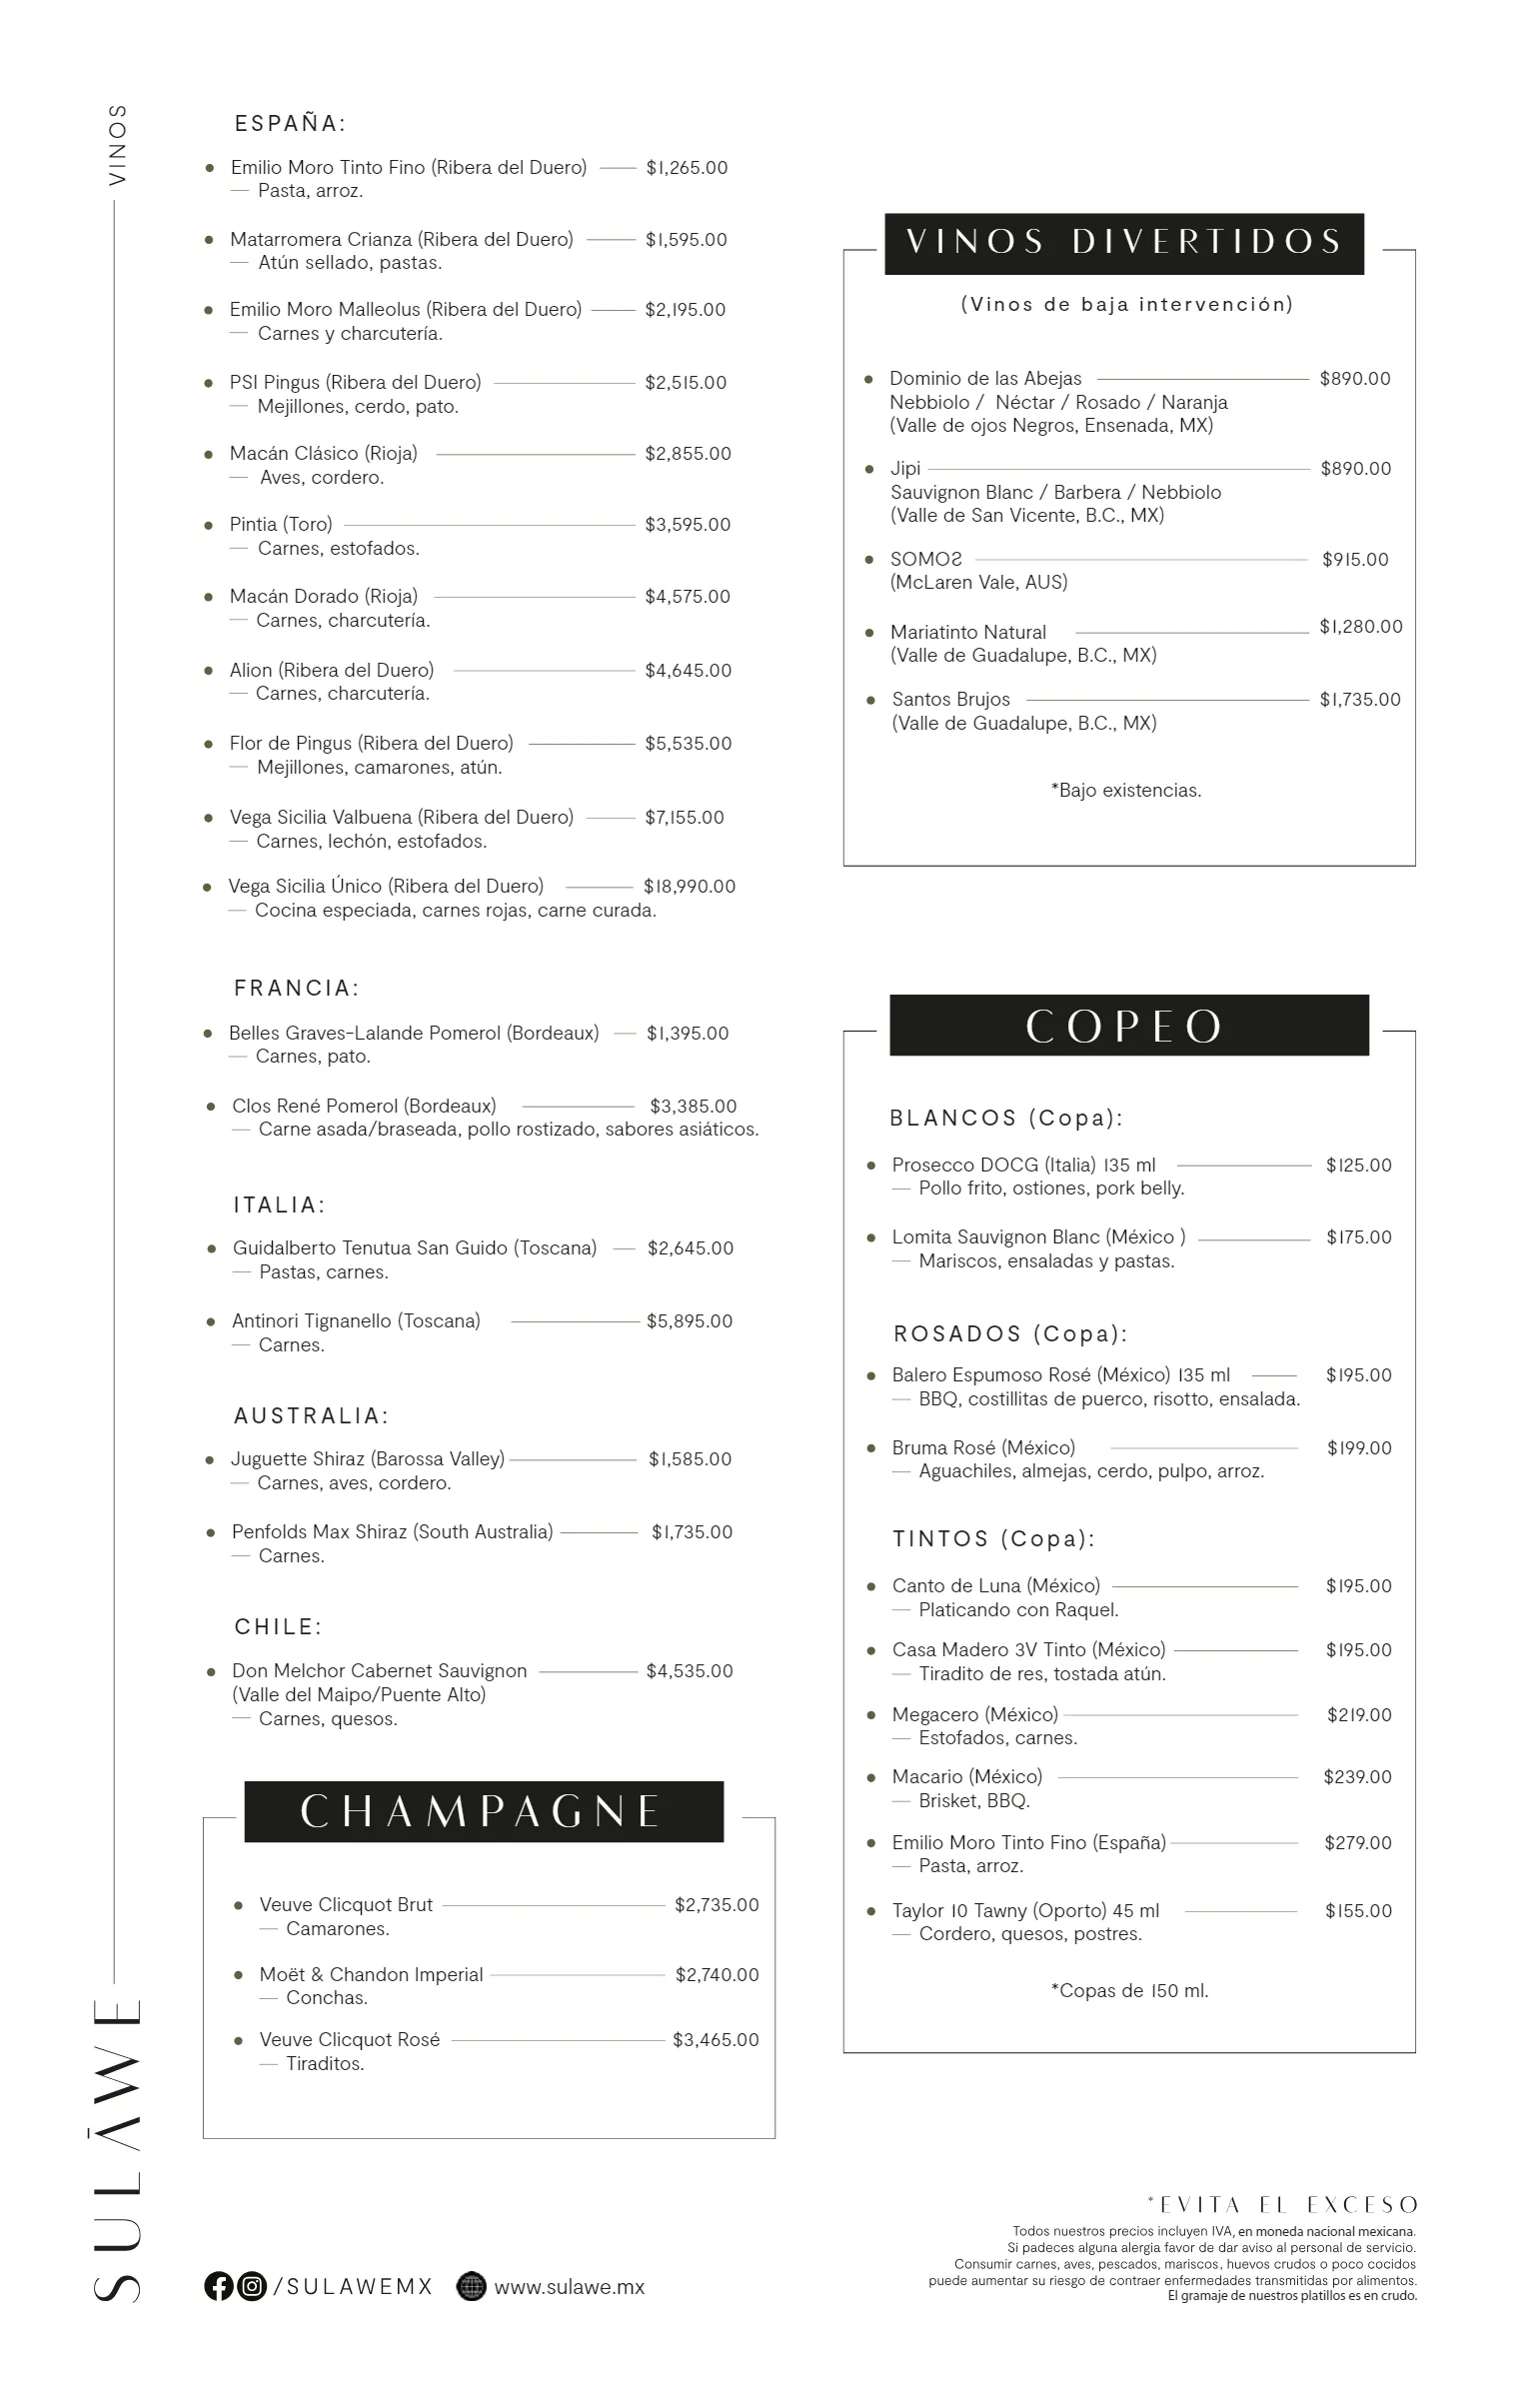 VINOS
SULĀWE
ESPAÑA:
Emilio Moro Tinto Fino (Ribera del Duero) $1,265.00
— Pasta, arroz.
Matarromera Crianza (Ribera del Duero) $1,595.00
— Atún sellado, pastas.
Emilio Moro Malleolus (Ribera del Duero) $2,195.00
— Carnes y charcutería.
PSI Pingus (Ribera del Duero) $2,515.00
— Mejillones, cerdo, pato.
Macán Clásico (Rioja) $2,855.00
— Aves, cordero.
Pintia (Toro) $3,595.00
— Carnes, estofados.
Macán Dorado (Rioja) $4,575.00
— Carnes, charcutería.
Alion (Ribera del Duero) $4,645.00
— Carnes, charcutería.
Flor de Pingus (Ribera del Duero) $5,535.00
— Mejillones, camarones, atún.
Vega Sicilia Valbuena (Ribera del Duero) $7,155.00
— Carnes, lechón, estofados.
Vega Sicilia Único (Ribera del Duero) $18,990.00
— Cocina especiada, carnes rojas, carne curada.
FRANCIA:
Belles Graves-Lalande Pomerol (Bordeaux) $1,395.00
— Carnes, pato.
Clos René Pomerol (Bordeaux) $3,385.00
— Carne asada/braseada, pollo rostizado, sabores asiáticos.
ITALIA:
Guidalberto Tenutua San Guido (Toscana) $2,645.00
— Pastas, carnes.
Antinori Tignanello (Toscana) $5,895.00
— Carnes.
AUSTRALIA:
Juguette Shiraz (Barossa Valley) $1,585.00
— Carnes, aves, cordero.
Penfolds Max Shiraz (South Australia) $1,735.00
— Carnes.
CHILE:
Don Melchor Cabernet Sauvignon $4,535.00
(Valle del Maipo/Puente Alto)
— Carnes, quesos.
CHAMPAGNE
Veuve Clicquot Brut $2,735.00
— Camarones.
Moët & Chandon Imperial $2,740.00
— Conchas.
Veuve Clicquot Rosé $3,465.00
— Tiraditos.
VINOS DIVERTIDOS
(Vinos de baja intervención)
Dominio de las Abejas $890.00
Nebbiolo / Néctar / Rosado / Naranja
(Valle de ojos Negros, Ensenada, MX)
Jipi $890.00
Sauvignon Blanc / Barbera / Nebbiolo
(Valle de San Vicente, B.C., MX)
SOMOS $915.00
(McLaren Vale, AUS)
Mariatinto Natural $1,280.00
(Valle de Guadalupe, B.C., MX)
Santos Brujos $1,735.00
(Valle de Guadalupe, B.C., MX)
*Bajo existencias.
COPEO
BLANCOS (Copa):
Prosecco DOCG (Italia) 135 ml $125.00
— Pollo frito, ostiones, pork belly.
Lomita Sauvignon Blanc (México ) $175.00
— Mariscos, ensaladas y pastas.
ROSADOS (Copa):
Balero Espumoso Rosé (México) 135 ml $195.00
— BBQ, costillitas de puerco, risotto, ensalada.
Bruma Rosé (México) $199.00
— Aguachiles, almejas, cerdo, pulpo, arroz.
TINTOS (Copa):
Canto de Luna (México) $195.00
— Platicando con Raquel.
Casa Madero 3V Tinto (México) $195.00
— Tiradito de res, tostada atún.
Megacero (México) $219.00
— Estofados, carnes.
Macario (México) $239.00
— Brisket, BBQ.
Emilio Moro Tinto Fino (España) $279.00
— Pasta, arroz.
Taylor 10 Tawny (Oporto) 45 ml $155.00
— Cordero, quesos, postres.
*Copas de 150 ml.
*EVITA EL EXCESO
Todos nuestros precios incluyen IVA, en moneda nacional mexicana.
Si padeces alguna alergia favor de dar aviso al personal de servicio.
Consumir carnes, aves, pescados, mariscos, huevos crudos o poco cocidos
puede aumentar su riesgo de contraer enfermedades transmitidas por alimentos.
El gramaje de nuestros platillos es en crudo.
/SULAWEMX www.sulawe.mx